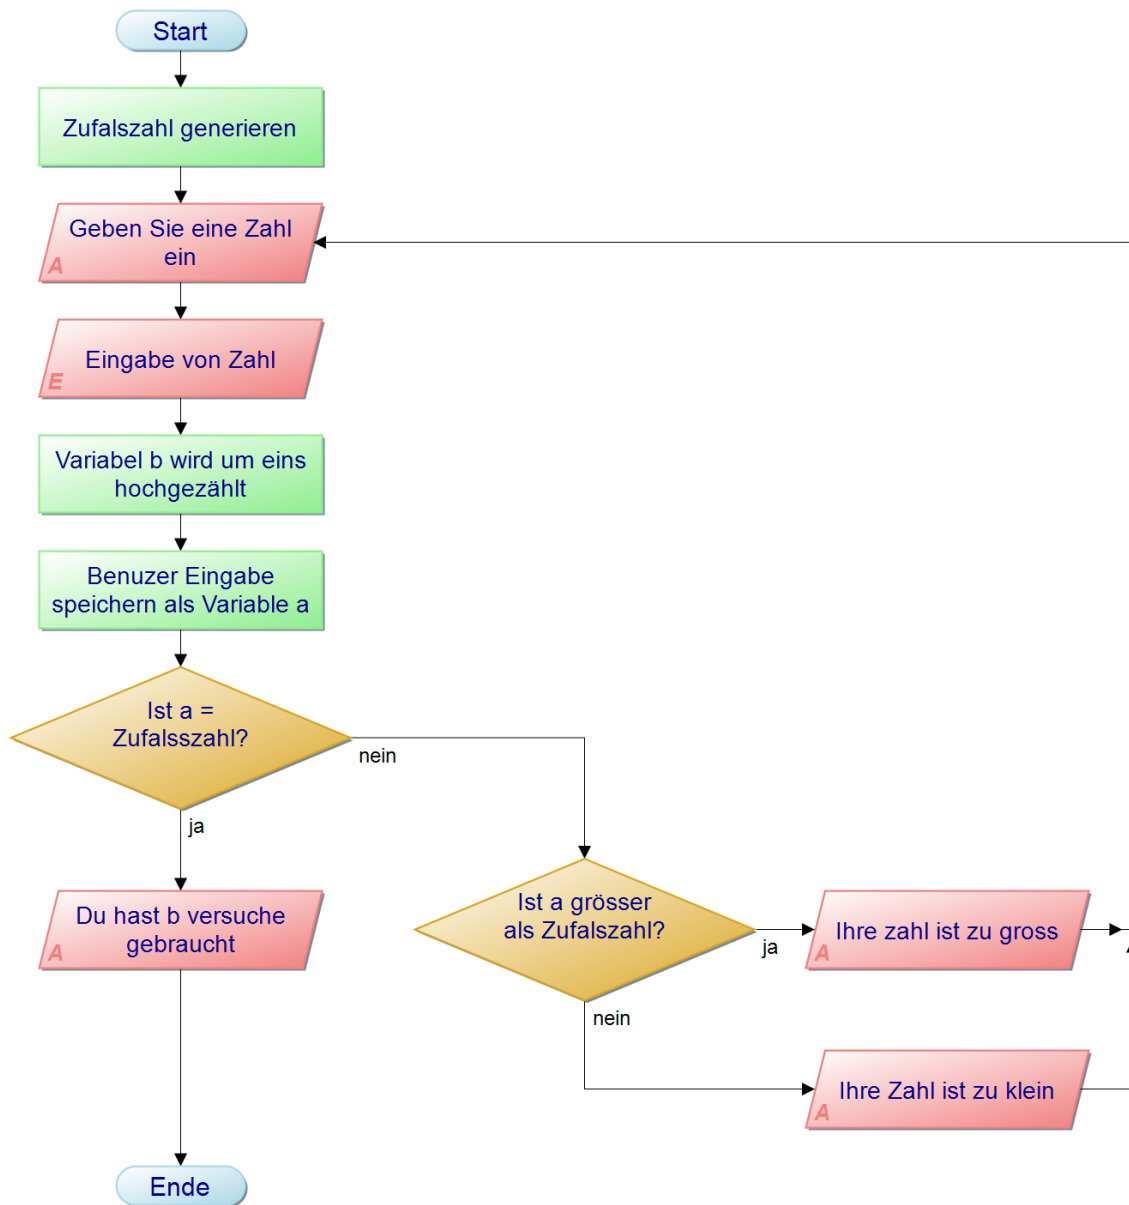 Start
Zufalszahl generieren
Geben Sie eine Zahl
ein
A
Eingabe von Zahl
E
Variabel b wird um eins
hochgezählt
Benuzer Eingabe
speichern als Variable a
Ist a =
Zufalsszahl?
nein
ja
Du hast b versuche
gebraucht
A
Ist a grösser
als Zufalszahl?
ja
nein
Ihre zahl ist zu gross
A
Ihre Zahl ist zu klein
A
Ende